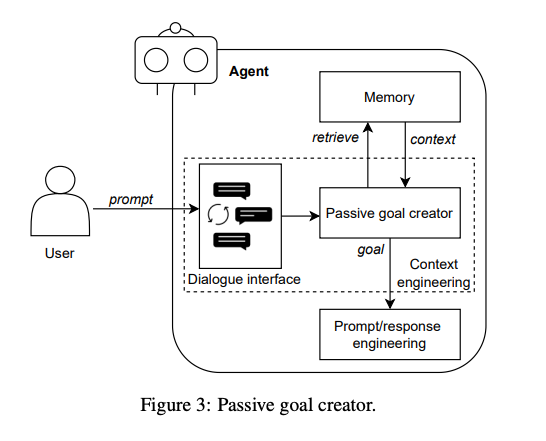 Agent
Memory
retrieve
context
prompt
Passive goal creator
User
goal
Dialogue interface
Context
engineering
Prompt/response
engineering
Figure 3: Passive goal creator.